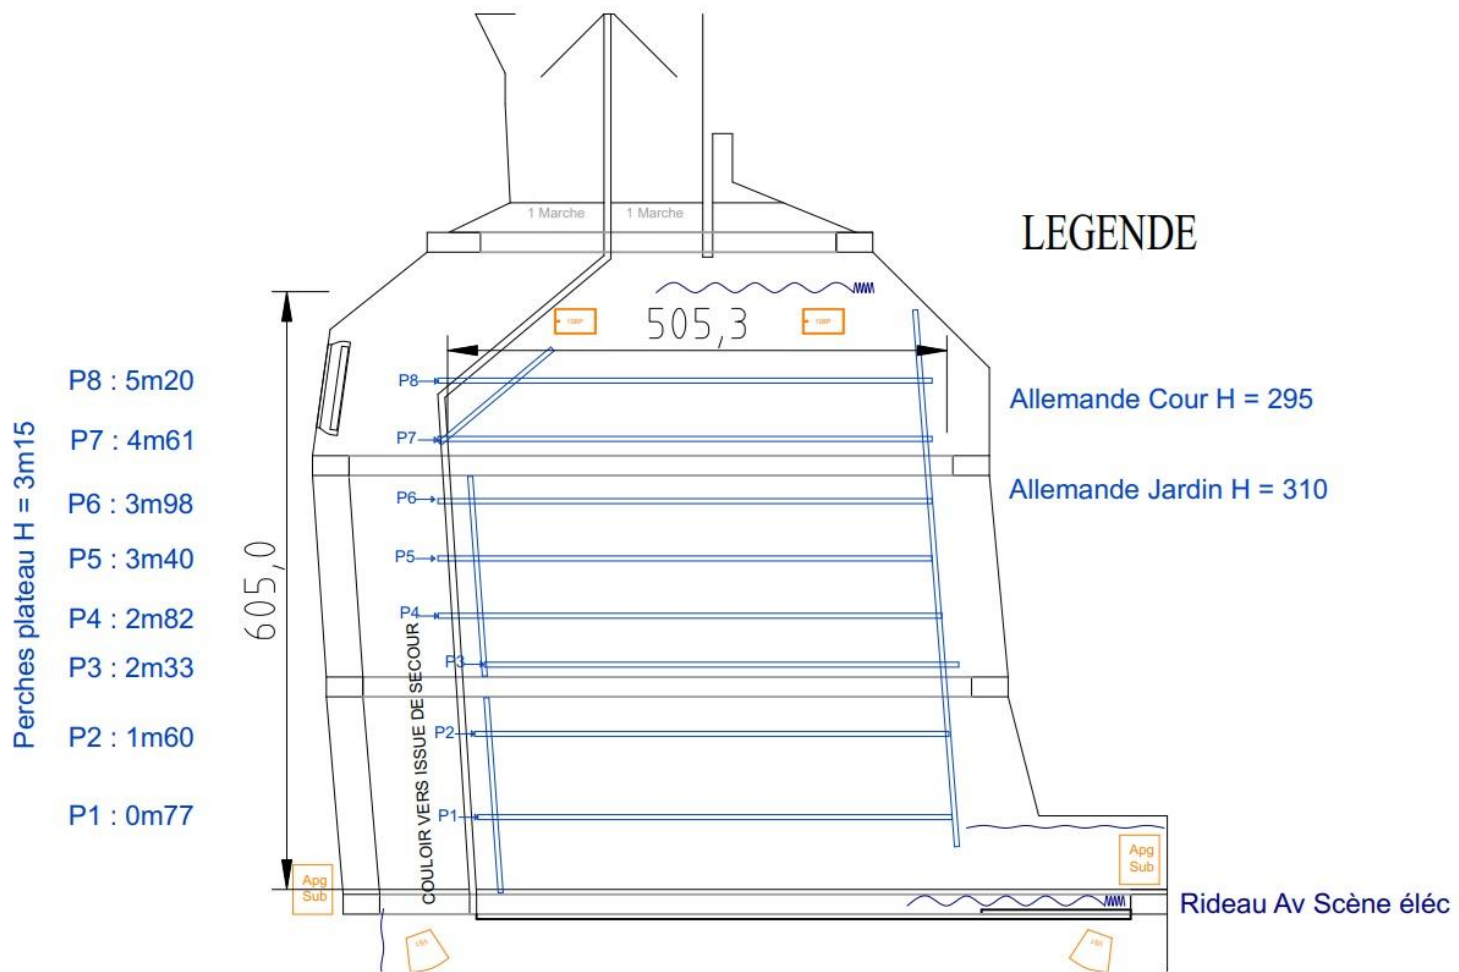 1 Marche
1 Marche
LEGENDE
505,3
P8 : 5m20
P8
Allemande Cour H = 295
P7 : 4m61
P7
Perches plateau H = 3m15
P6 : 3m98
P6
Allemande Jardin H = 310
P5 : 3m40
P5
605,0
P4 : 2m82
P4
P3 : 2m33
P3
COULOIR VERS ISSUE DE SECOUR
P2 : 1m60
P2
P1 : 0m77
P1
Apg
Sub
Apg
Sub
Rideau Av Scène éléc